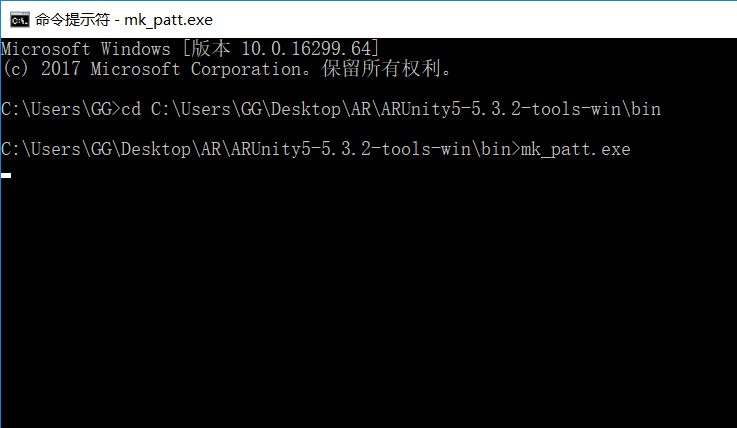 命令提示符 - mk_patt.exe
Microsoft Windows [版本 10.0.16299.64]
(c) 2017 Microsoft Corporation。保留所有权利。
C:\Users\GG>cd C:\Users\GG\Desktop\AR\ARUnity5-5.3.2-tools-win\bin
C:\Users\GG\Desktop\AR\ARUnity5-5.3.2-tools-win\bin>mk_patt.exe